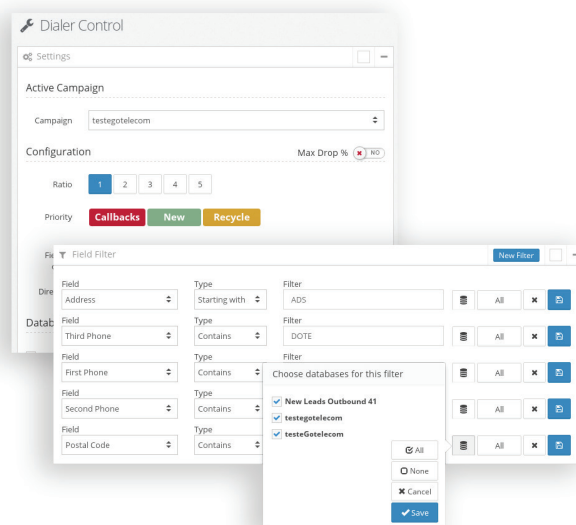 Dialer Control
Settings
Active Campaign
Campaign testegotelecom
Configuration Max Drop % NO
Ratio 1 2 3 4 5
Priority Callbacks New Recycle
Field Filter New Filter
Field Type Filter
Address Starting with ADS All
Field Type Filter
Third Phone Contains DOTE All
Field Type Filter
First Phone Contains All
Field Type
Second Phone Contains All
Field Type
Postal Code Contains All
Choose databases for this filter
New Leads Outbound 41
testegotelecom
testeGotelecom
All
None
Cancel
Save